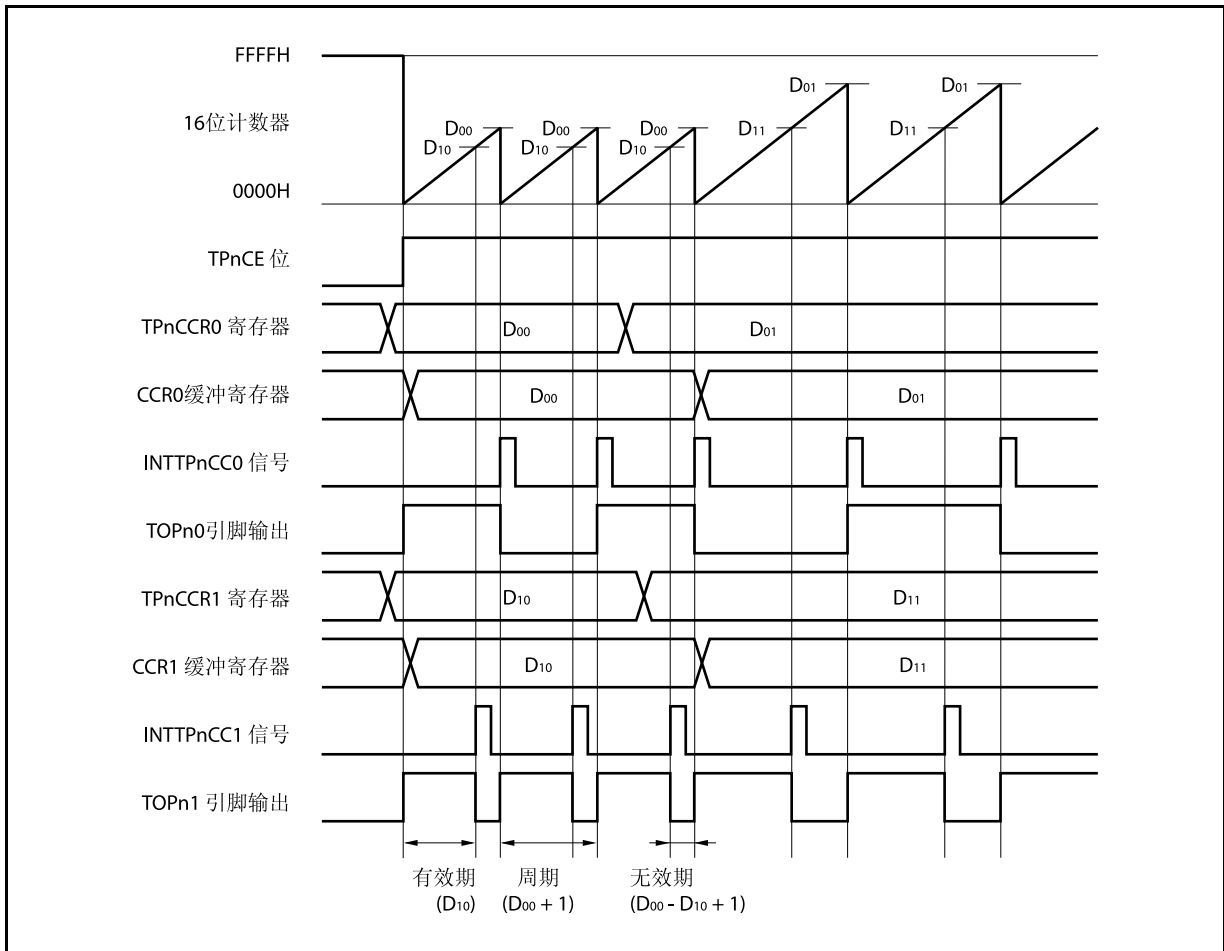 FFFFH
16位计数器
0000H
D00 D00 D00 D01 D01
D10 D10 D10 D11 D11
TPnCE 位
TPnCCR0 寄存器 D00 D01
CCR0缓冲寄存器 D00 D01
INTTPnCC0 信号
TOPn0引脚输出
TPnCCR1 寄存器 D10 D11
CCR1 缓冲寄存器 D10 D11
INTTPnCC1 信号
TOPn1 引脚输出
有效期 周期 无效期
(D10) (D00 + 1) (D00 - D10 + 1)